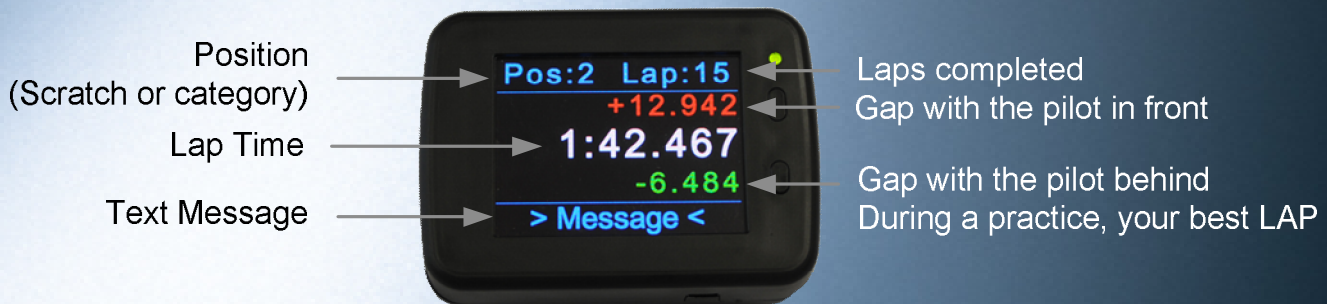 Position
(Scratch or category)
Lap Time
Text Message
Pos:2 Lap:15
+12.942
1:42.467
-6.484
> Message <
Laps completed
Gap with the pilot in front
Gap with the pilot behind
During a practice, your best LAP